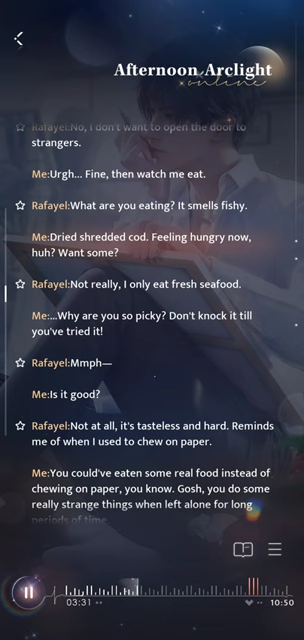 Afternoon Arclight
online
Rafayel:No, I don't want to open the door to
strangers.
Me:Urgh... Fine, then watch me eat.
Rafayel:What are you eating? It smells fishy.
Me:Dried shredded cod. Feeling hungry now,
huh? Want some?
Rafayel:Not really, I only eat fresh seafood.
Me:...Why are you so picky? Don't knock it till
you've tried it!
Rafayel:Mmph—
Me:Is it good?
Rafayel:Not at all, it's tasteless and hard. Reminds
me of when I used to chew on paper.
Me:You could've eaten some real food instead of
chewing on paper, you know. Gosh, you do some
really strange things when left alone for long
periods of time.
03:31
10:50